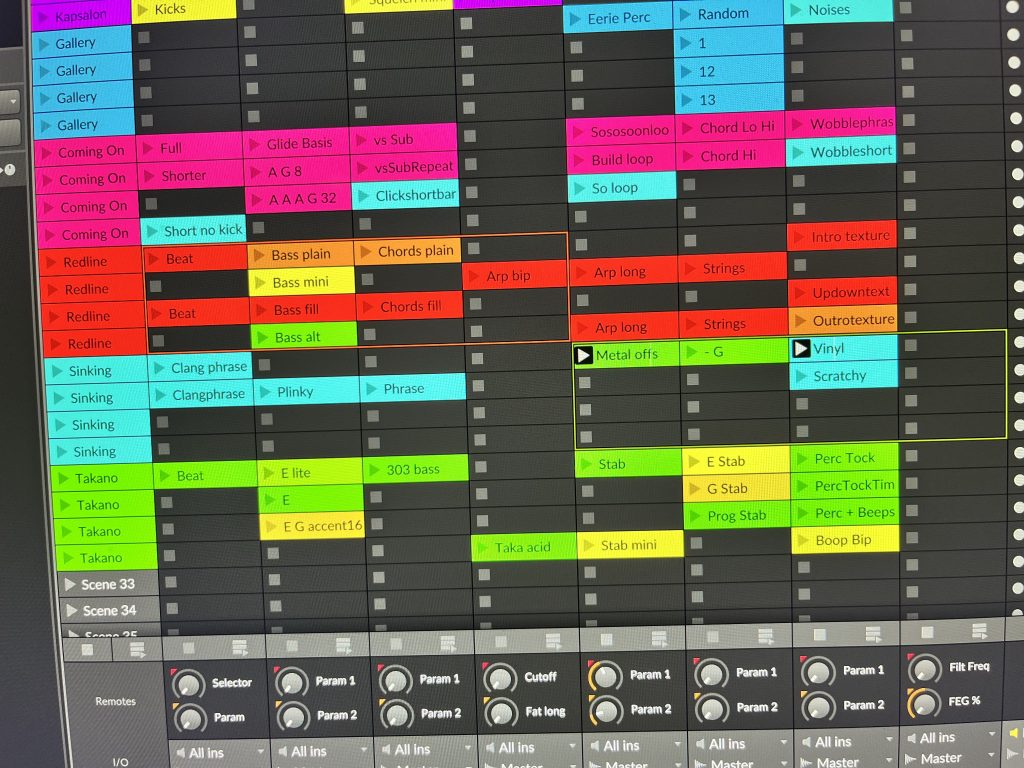 Kapsalon Kicks
Eerie Perc Random Noises
Gallery 1
Gallery 12
Gallery 13
Gallery
Coming On Full Glide Basis vs Sub Sososoonloo Chord Lo Hi Wobblephras
Coming On Shorter A G 8 vsSubRepeat Build loop Chord Hi Wobbleshort
Coming On A A A G 32 Clickshortbar So loop
Coming On Short no kick
Redline Beat Bass plain Chords plain Intro texture
Redline Bass mini Arp bip Arp long Strings
Redline Beat Bass fill Chords fill Updowntext
Redline Bass alt Arp long Strings Outrotexture
Sinking Clang phrase Metal offs - G Vinyl
Sinking Clangphrase Plinky Phrase Scratchy
Sinking
Sinking
Takano Beat E lite 303 bass Stab E Stab Perc Tock
Takano E G Stab PercTockTim
Takano E G accent16 Prog Stab Perc + Beeps
Takano Taka acid Stab mini Boop Bip
Scene 33
Scene 34
Remotes
Selector Param 1 Param 1 Cutoff Param 1 Param 1 Param 1 Filt Freq
Param Param 2 Param 2 Fat long Param 2 Param 2 Param 2 FEG %
I/O
All ins All ins All ins All ins All ins All ins All ins All ins
Master Master Master Master Master